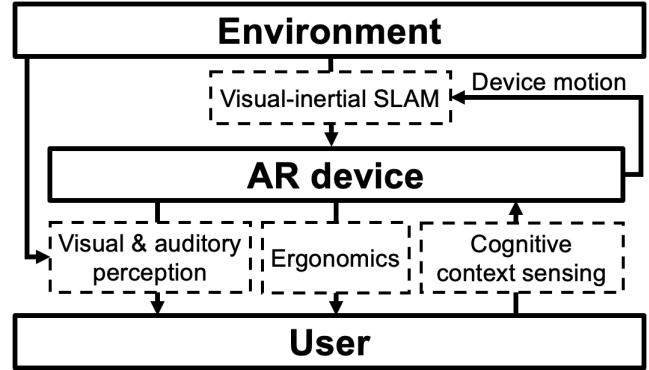 Environment
Device motion
Visual-inertial SLAM
AR device
Visual & auditory
perception
Ergonomics
Cognitive
context sensing
User